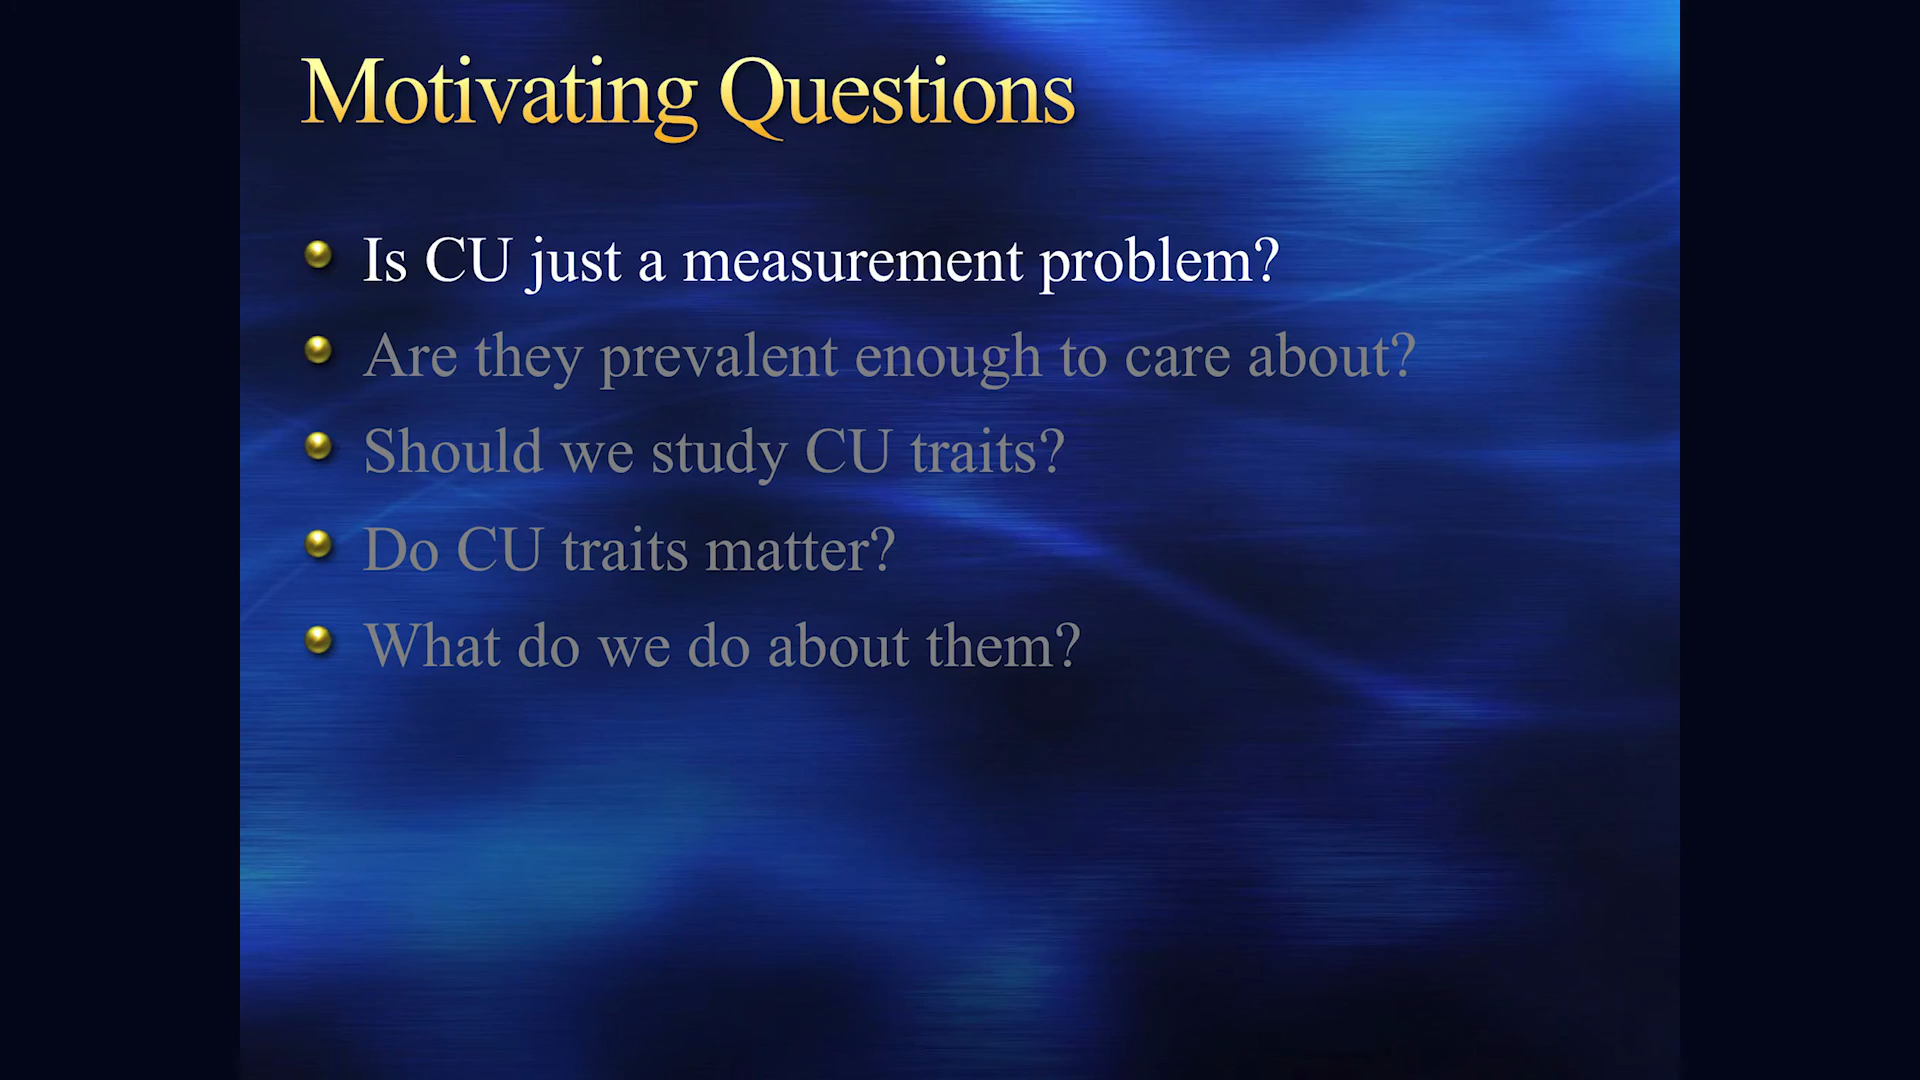 Motivating Questions
Is CU just a measurement problem?
Are they prevalent enough to care about?
Should we study CU traits?
Do CU traits matter?
What do we do about them?